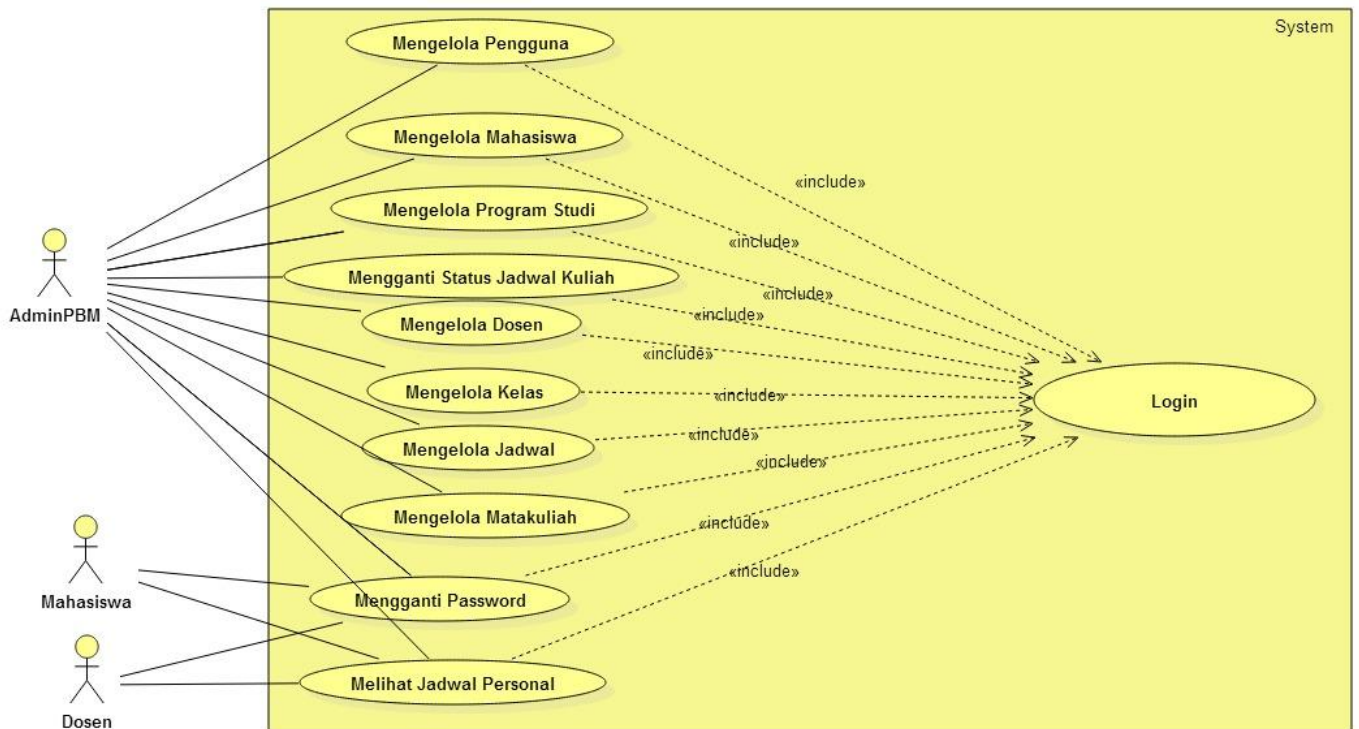 System
Mengelola Pengguna
Mengelola Mahasiswa
«include»
Mengelola Program Studi
«include»
Mengganti Status Jadwal Kuliah
«include»
AdminPBM
Mengelola Dosen
«include»
«include»
Mengelola Kelas
«include»
Login
Mengelola Jadwal
«include»
«include»
Mengelola Matakuliah
«include»
Mahasiswa
Mengganti Password
«include»
Melihat Jadwal Personal
Dosen